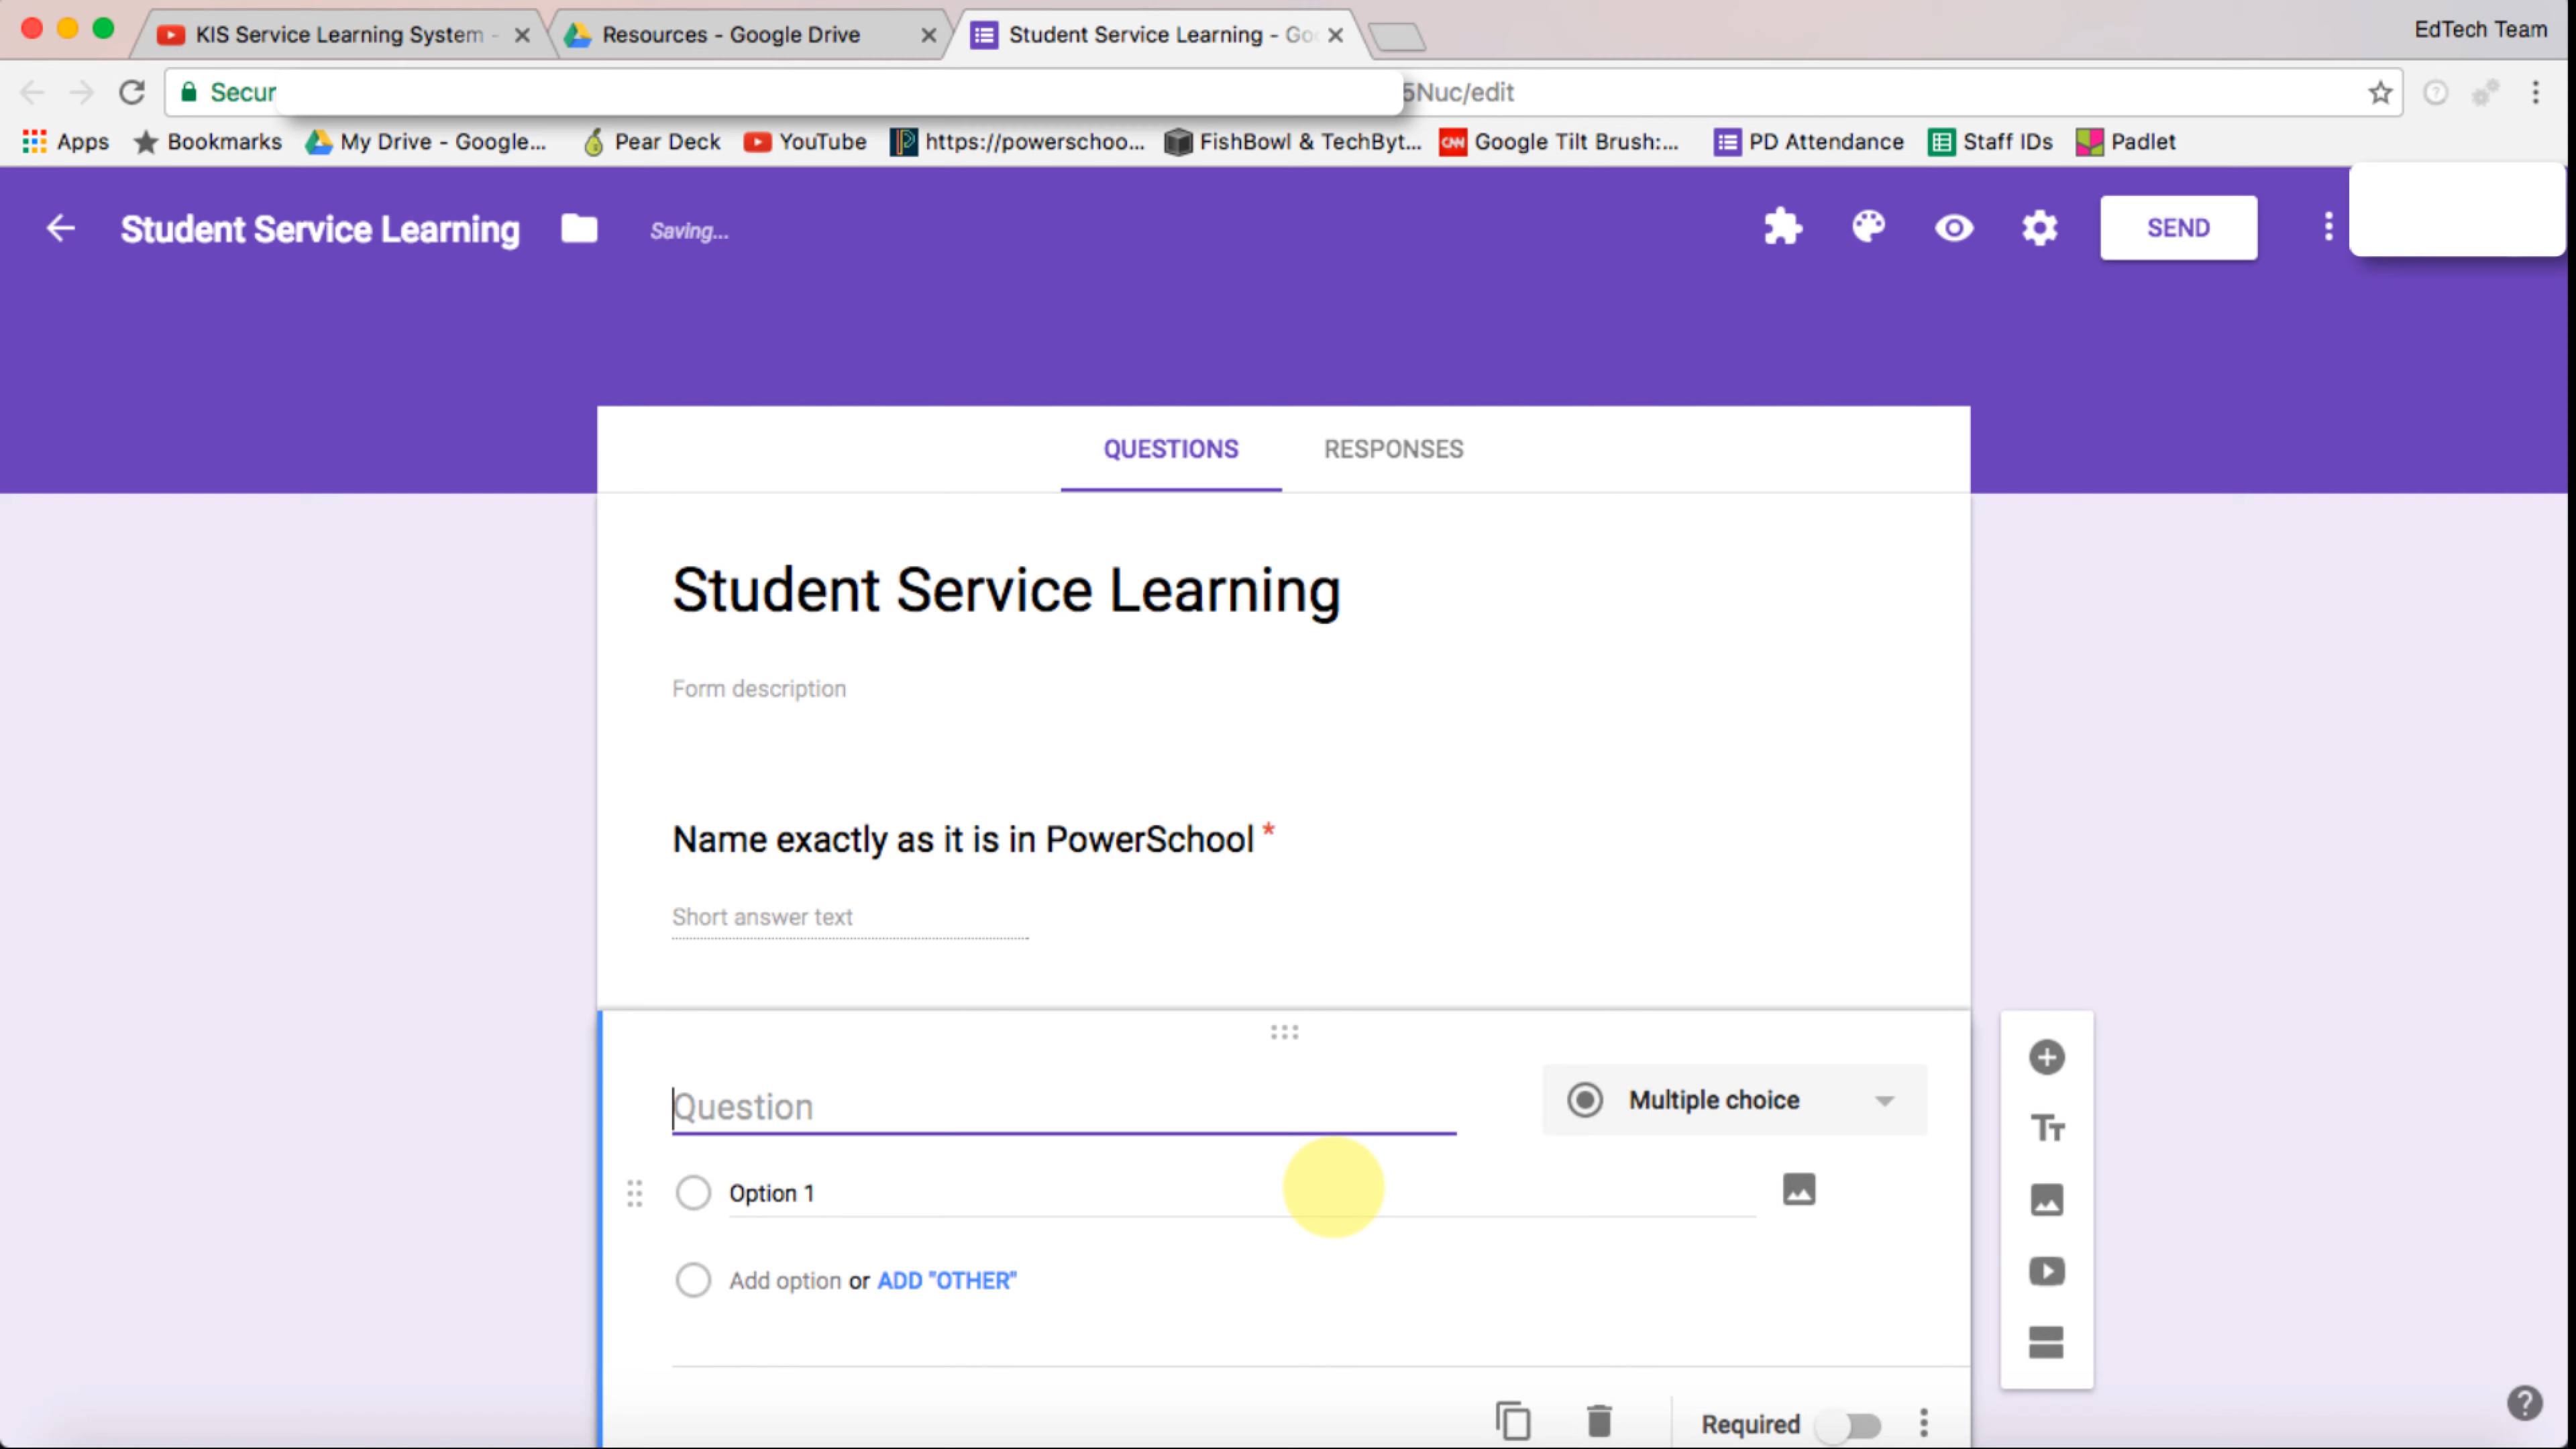 KIS Service Learning System -
Resources - Google Drive
Student Service Learning - Go
EdTech Team
Secur
5Nuc/edit
Apps
Bookmarks
My Drive - Google...
Pear Deck
YouTube
https://powerschoo...
FishBowl & TechByt...
CNN
Google Tilt Brush:...
PD Attendance
Staff IDs
Padlet
Student Service Learning
Saving...
SEND
QUESTIONS
RESPONSES
Student Service Learning
Form description
Name exactly as it is in PowerSchool *
Short answer text
Question
Multiple choice
Option 1
Add option or ADD "OTHER"
Required